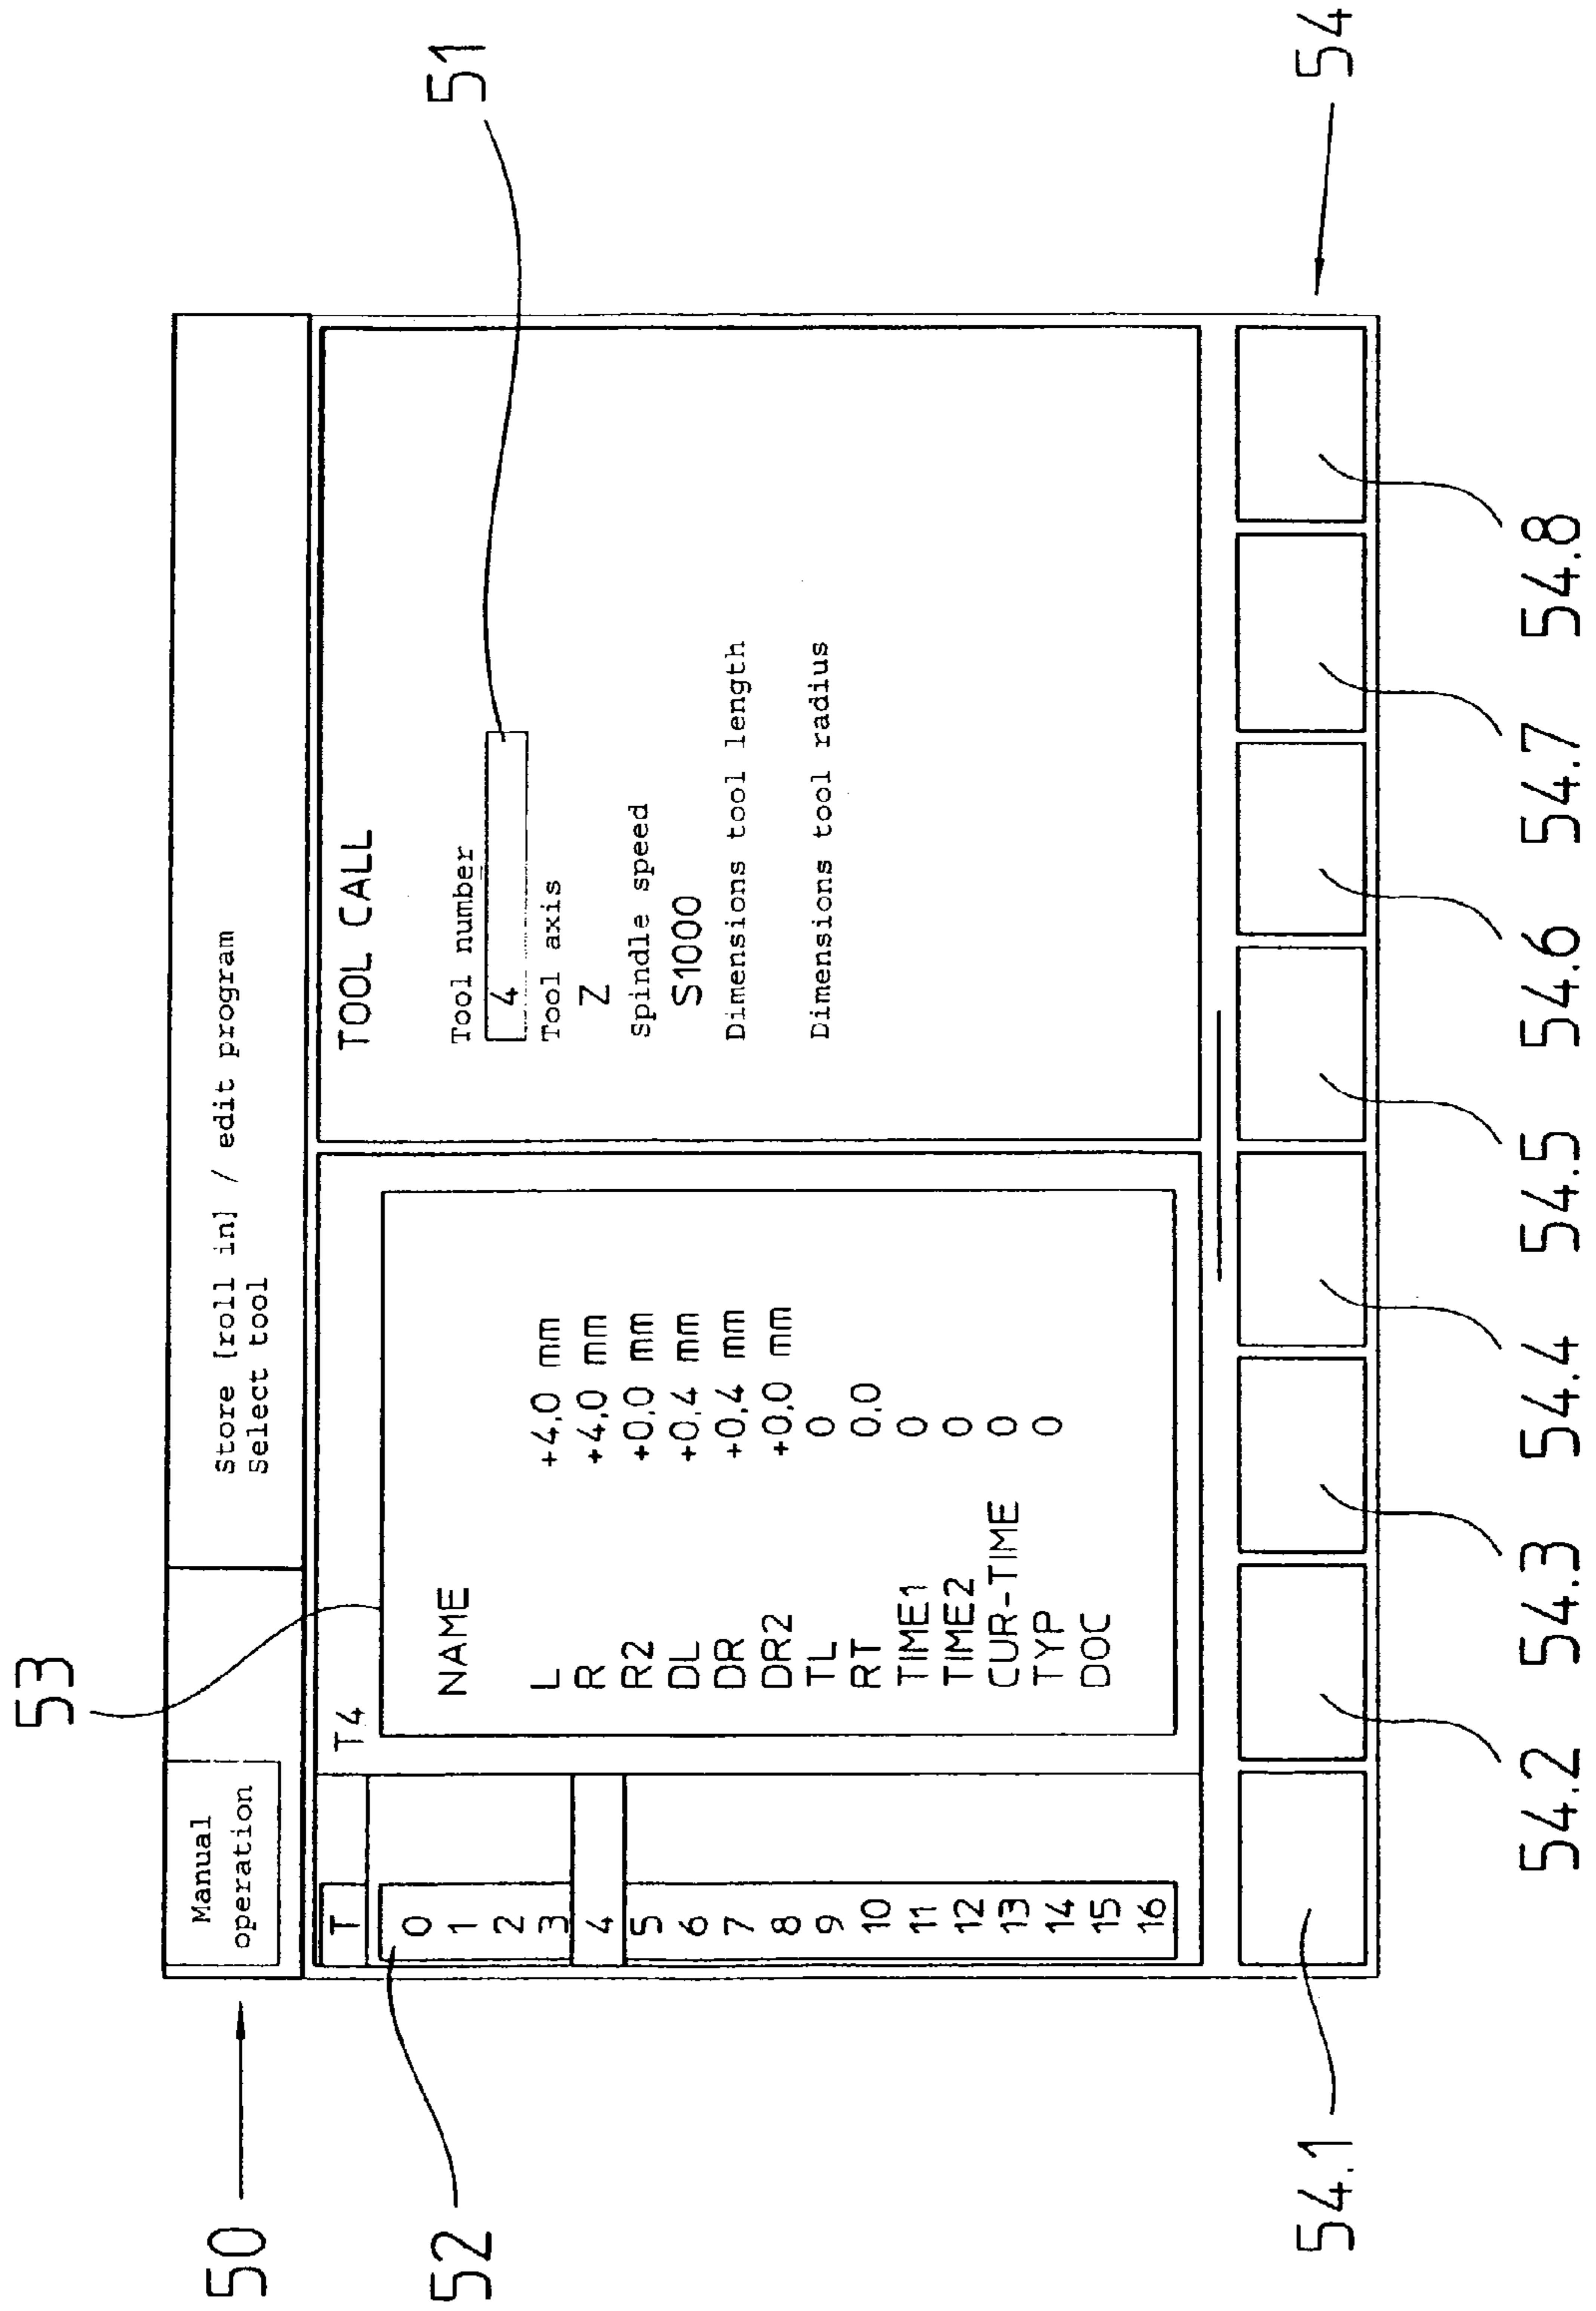 50
53
51
Manual
operation
Store [roll in] / edit program
Select tool
T
T4
TOOL CALL
52
0
1
2
3
4
5
6
7
8
9
10
11
12
13
14
15
16
NAME
L +4,0 mm
R +4,0 mm
R2 +0,0 mm
DL +0,4 mm
DR +0,4 mm
DR2 +0,0 mm
TL 0
RT 0,0
TIME1 0
TIME2 0
CUR-TIME 0
TYP 0
DOC
Tool number
4
Tool axis
Z
Spindle speed
S1000
Dimensions tool length
Dimensions tool radius
54.1
54
54.2 54.3 54.4 54.5 54.6 54.7 54.8